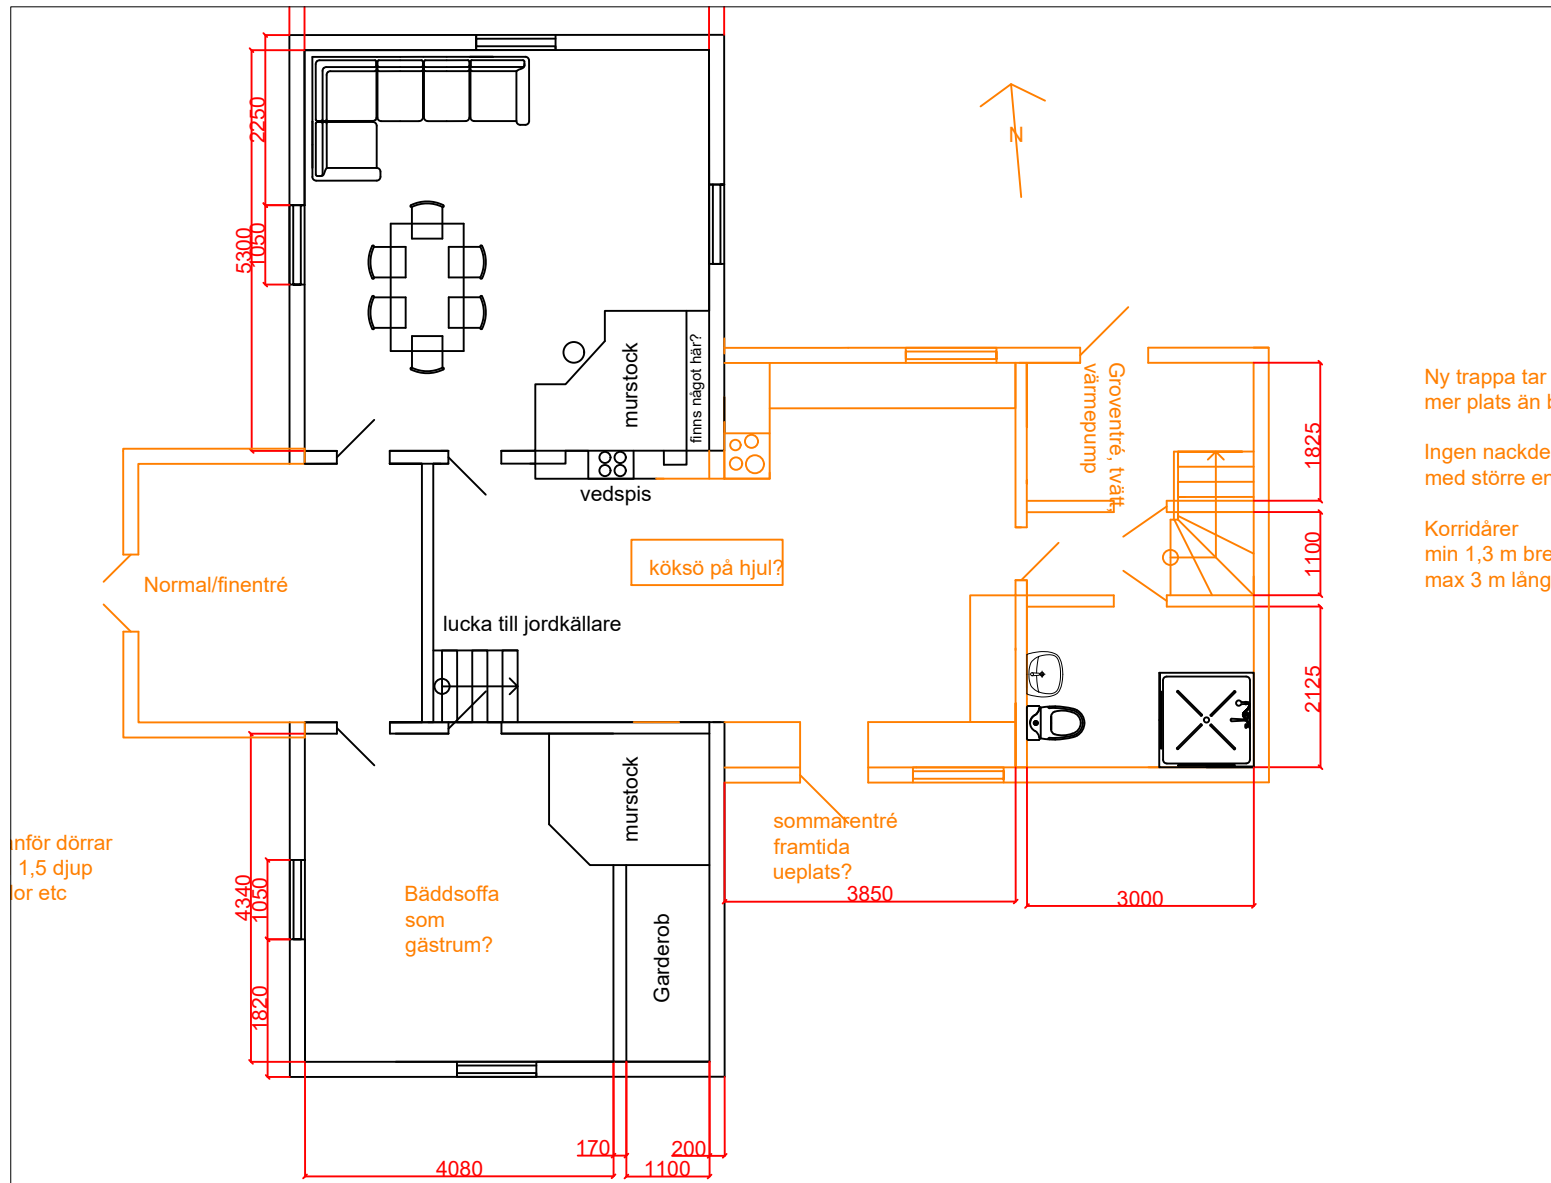 2250
5300
1050
N
murstock
finns något här?
vedspis
Groventré, tvätt,
värmepump
Ny trappa tar
mer plats än b
Ingen nackde
med större en
Korridårer
min 1,3 m bre
max 3 m lång
1825
1100
2125
Normal/finentré
köksö på hjul?
lucka till jordkällare
murstock
sommarentré
framtida
ueplats?
nför dörrar
1,5 djup
lor etc
4340
1050
1820
Bäddsoffa
som
gästrum?
Garderob
3850
3000
170
200
4080
1100